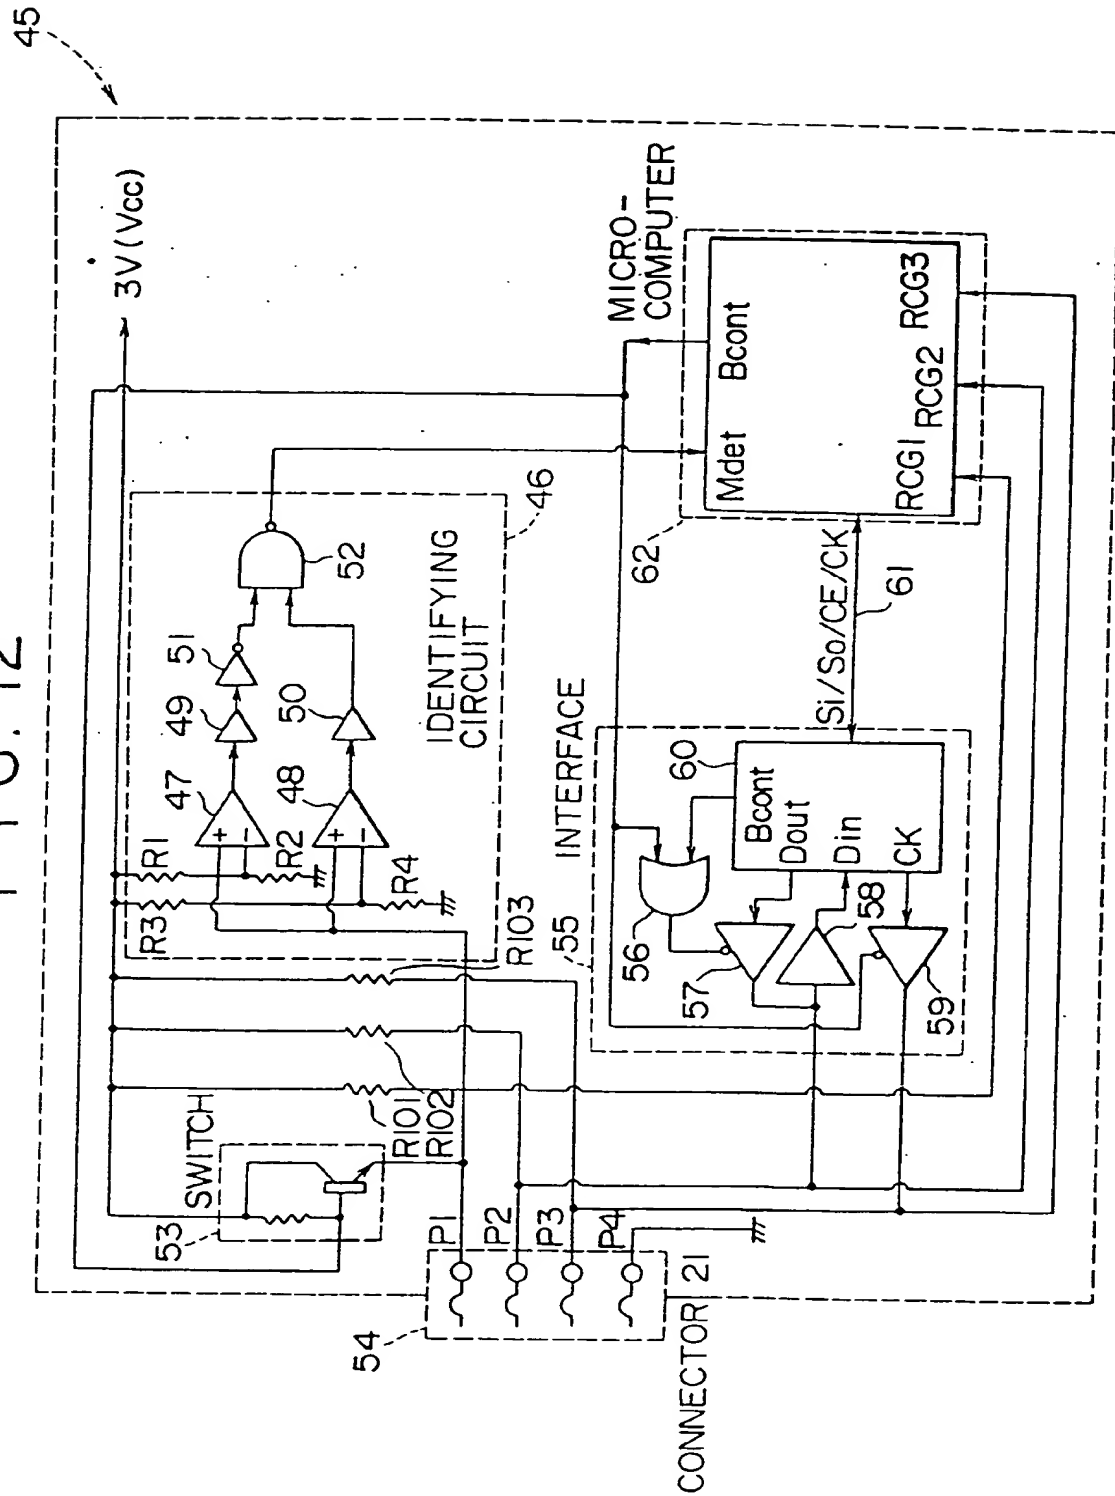 FIG. 12
45
3V (Vcc)
SWITCH
53
R101
R102
R103
R3
R1
R2
R4
47
48
49
50
51
52
IDENTIFYING
CIRCUIT
46
MICRO-
COMPUTER
Mdet
Bcont
RCG1
RCG2
RCG3
62
Si/So/CE/CK
61
INTERFACE
55
56
57
58
59
60
Bcont
Dout
Din
CK
P1
P2
P3
P4
54
CONNECTOR 21